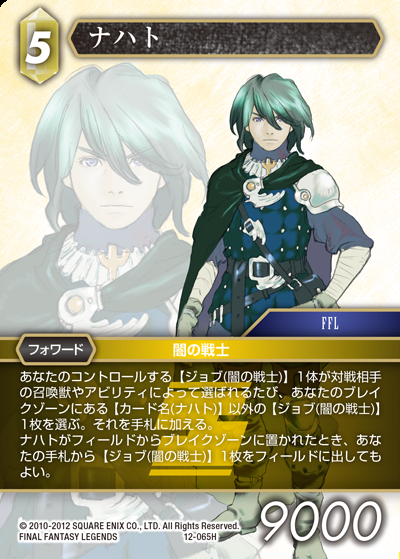 5
ナハト
FFL
フォワード
闇の戦士
あなたのコントロールする【ジョブ(闇の戦士)】1体が対戦相手
の召喚獣やアビリティによって選ばれるたび、あなたのブレイ
クゾーンにある【カード名(ナハト)】以外の【ジョブ(闇の戦士)】
1枚を選ぶ。それを手札に加える。
ナハトがフィールドからブレイクゾーンに置かれたとき、あな
たの手札から【ジョブ(闇の戦士)】1枚をフィールドに出しても
よい。
© 2010-2012 SQUARE ENIX CO., LTD. All Rights Reserved.
FINAL FANTASY LEGENDS
12-065H
9000